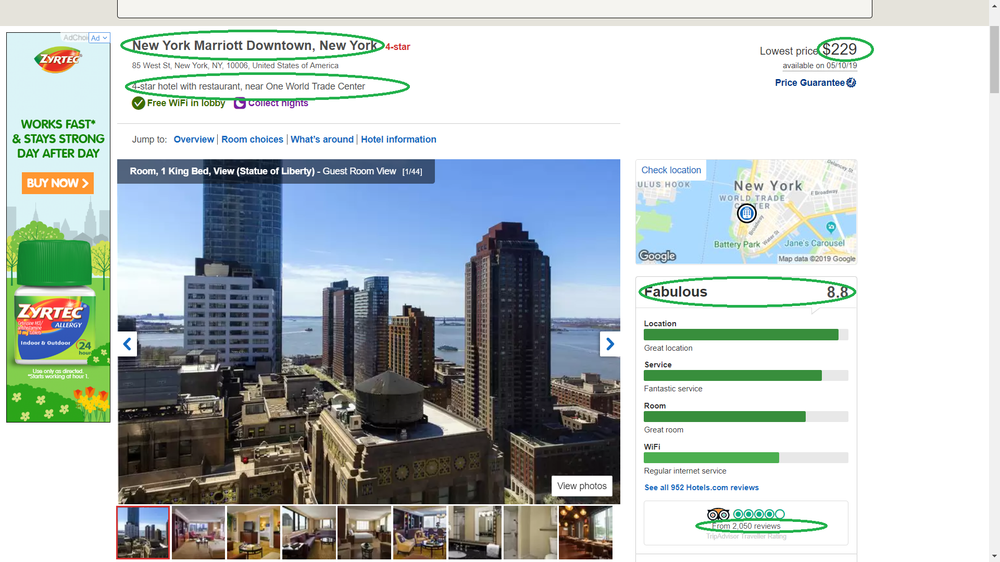 AdChoi
Ad
ZYRTEC®
WORKS FAST*
& STAYS STRONG
DAY AFTER DAY
BUY NOW
ZYRTEC®
Cetirizine HCl/
antihistamine
10 mg tablets
ALLERGY
Indoor & Outdoor
24
hour
Use only as directed.
*Starts working at hour 1.
New York Marriott Downtown, New York 4-star
85 West St, New York, NY, 10006, United States of America
4-star hotel with restaurant, near One World Trade Center
Free WiFi in lobby Collect nights
Lowest price $229
available on 05/10/19
Price Guarantee
Jump to: Overview Room choices What's around Hotel information
Room, 1 King Bed, View (Statue of Liberty) - Guest Room View [1/44]
View photos
Check location
Delancey St
ULUS HOOK
New York
E Broadway
WORLD TRADE
CENTER
Broadway
Water St
Battery Park
Jane's Carousel
Google
Map data ©2019 Google
Fabulous 8.8
Location
Great location
Service
Fantastic service
Room
Great room
WiFi
Regular internet service
See all 952 Hotels.com reviews
From 2,050 reviews
TripAdvisor Traveller Rating